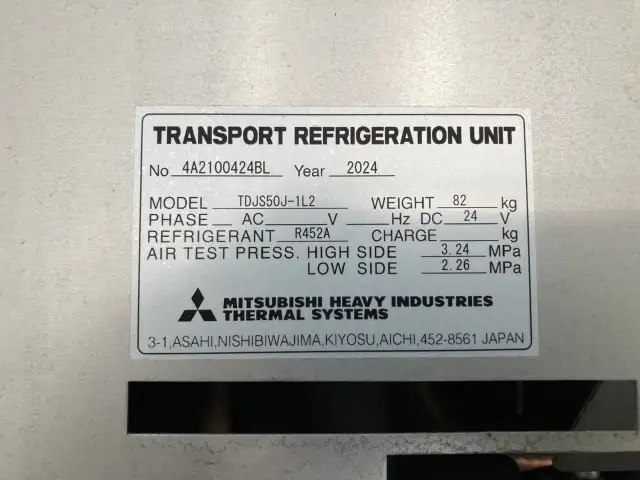 TRANSPORT REFRIGERATION UNIT
No 4A2100424BL Year 2024
MODEL TDJS50J-1L2 WEIGHT 82 kg
PHASE AC V Hz DC 24 V
REFRIGERANT R452A CHARGE kg
AIR TEST PRESS. HIGH SIDE 3.24 MPa
LOW SIDE 2.26 MPa
MITSUBISHI HEAVY INDUSTRIES
THERMAL SYSTEMS
3-1,ASAHI,NISHIBIWAJIMA,KIYOSU,AICHI,452-8561 JAPAN